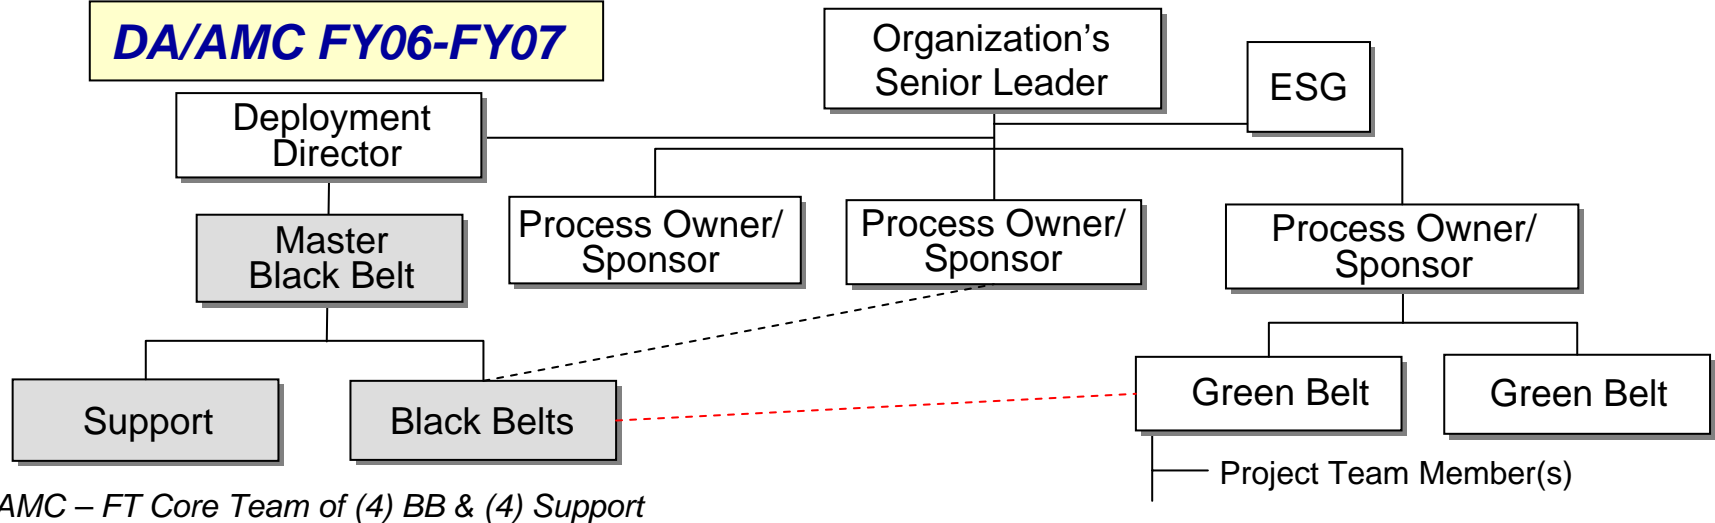 DA/AMC FY06-FY07
Organization's
Senior Leader
ESG
Deployment
Director
Master
Black Belt
Process Owner/
Sponsor
Process Owner/
Sponsor
Process Owner/
Sponsor
Support
Black Belts
Green Belt
Green Belt
Project Team Member(s)
AMC – FT Core Team of (4) BB & (4) Support